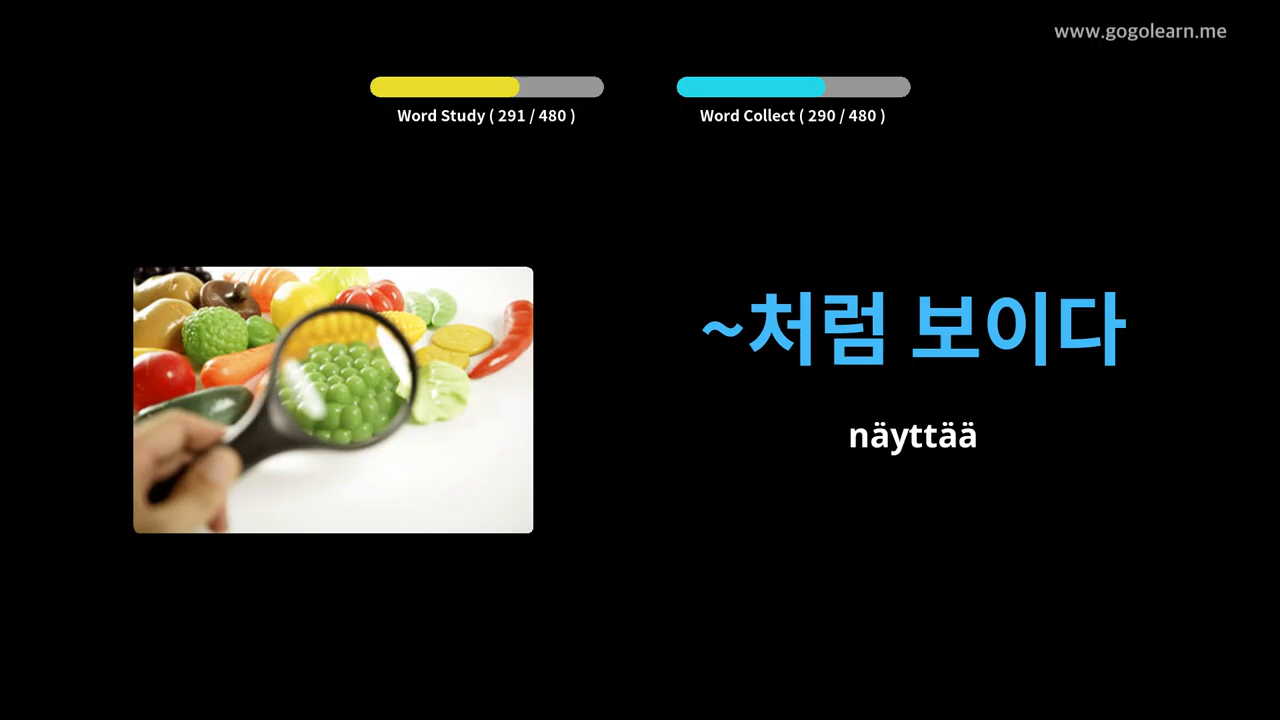 www.gogolearn.me
Word Study ( 291 / 480 )
Word Collect ( 290 / 480 )
~처럼 보이다
näyttää